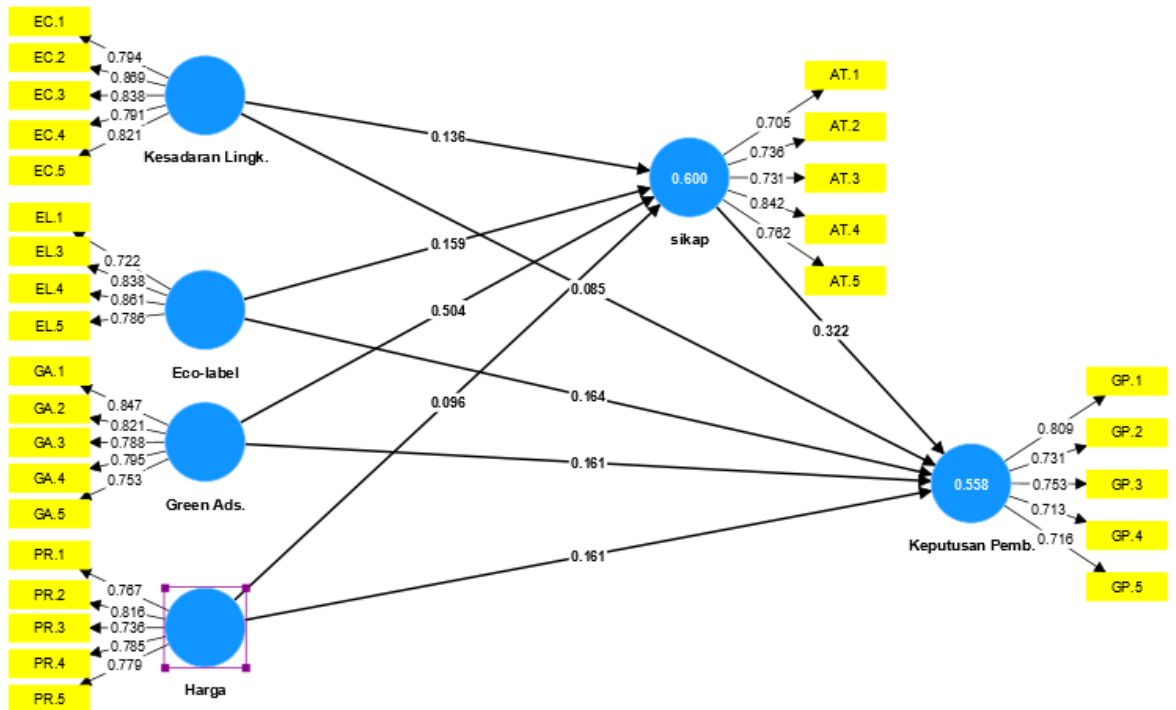 EC.1
EC.2
EC.3
EC.4
EC.5
0.794
0.869
0.838
0.791
0.821
Kesadaran Lingk.
EL.1
EL.3
EL.4
EL.5
0.722
0.838
0.861
0.786
Eco-label
GA.1
GA.2
GA.3
GA.4
GA.5
0.847
0.821
0.788
0.795
0.753
Green Ads.
PR.1
PR.2
PR.3
PR.4
PR.5
0.767
0.816
0.736
0.785
0.779
Harga
0.136
0.159
0.504
0.096
0.085
0.164
0.161
0.161
0.600
sikap
0.705
0.736
0.731
0.842
0.762
AT.1
AT.2
AT.3
AT.4
AT.5
0.322
0.558
Keputusan Pemb.
0.809
0.731
0.753
0.713
0.716
GP.1
GP.2
GP.3
GP.4
GP.5